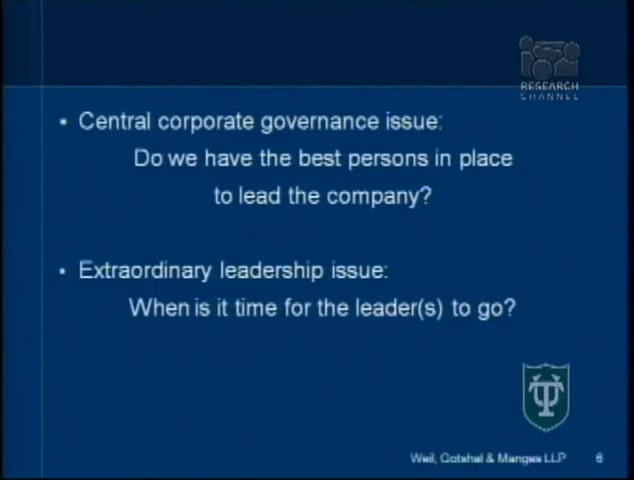 RESEARCH
CHANNEL
• Central corporate governance issue:
Do we have the best persons in place
to lead the company?
• Extraordinary leadership issue:
When is it time for the leader(s) to go?
Weil, Gotshal & Manges LLP 6